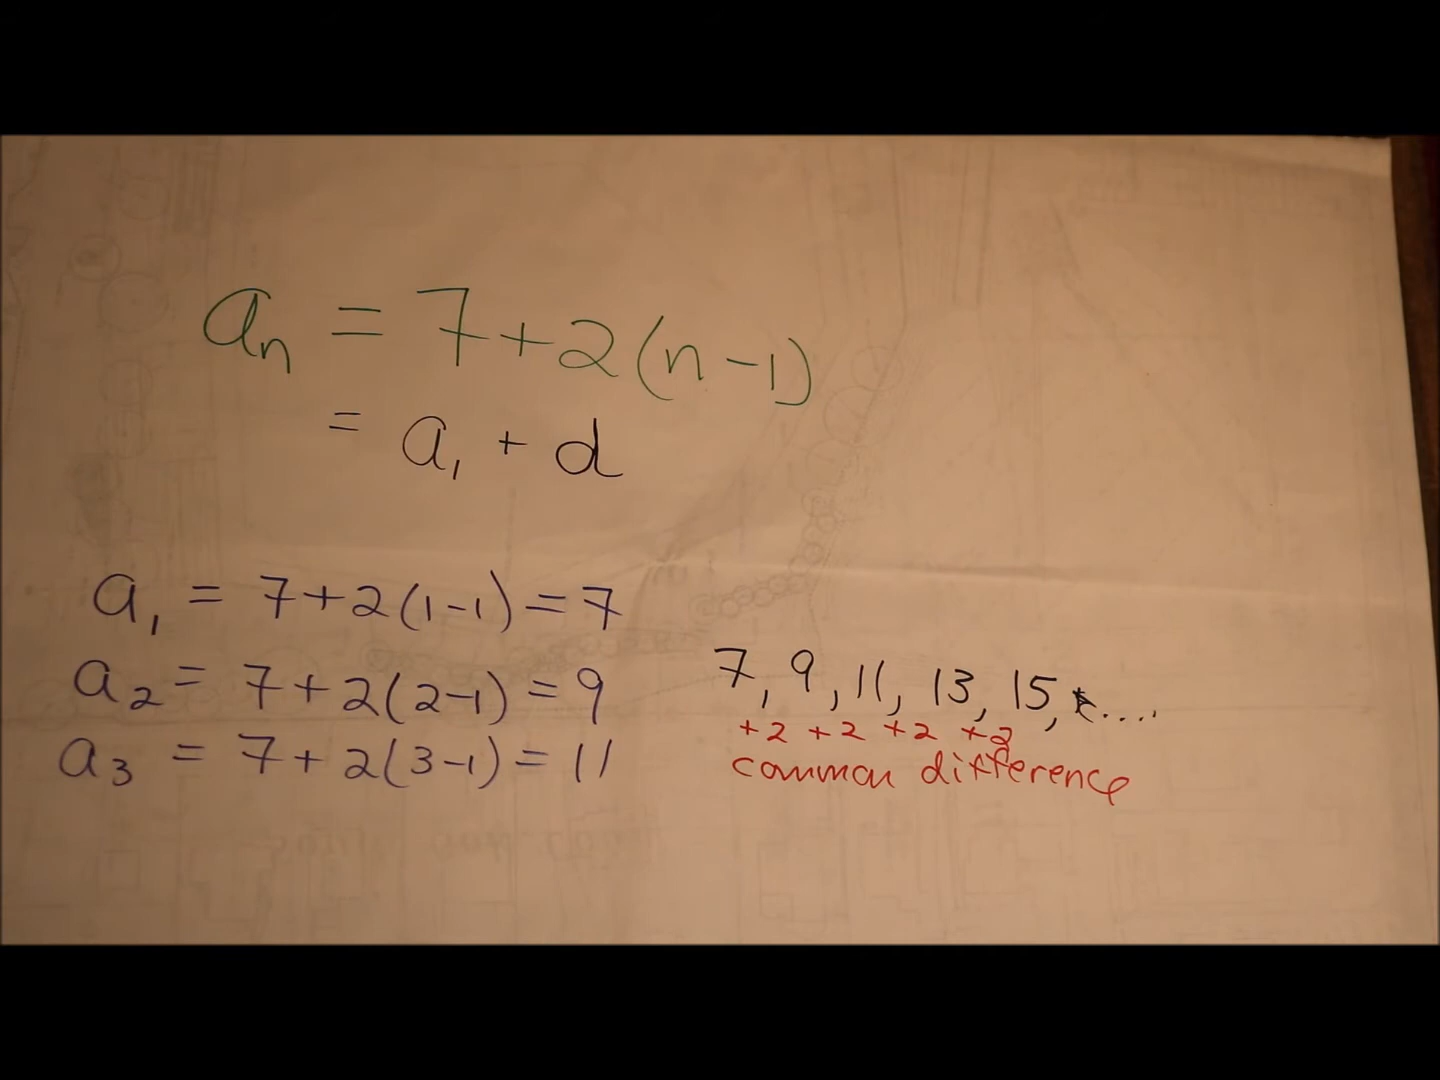 aₙ = 7+2(n-1)
= a₁ + d
a₁ = 7+2(1-1)=7
a₂ = 7+2(2-1)=9
a₃ = 7+2(3-1)=11
7, 9, 11, 13, 15, ....
+2 +2 +2 +2
common difference